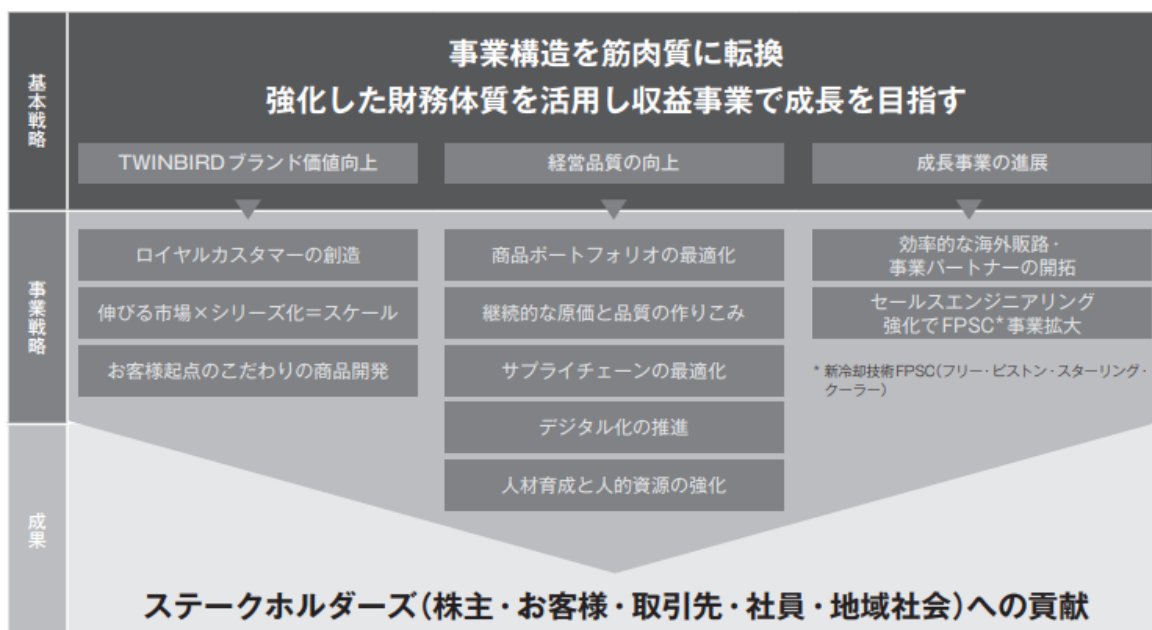 基本戦略
事業構造を筋肉質に転換
強化した財務体質を活用し収益事業で成長を目指す
TWINBIRDブランド価値向上
経営品質の向上
成長事業の進展
事業戦略
ロイヤルカスタマーの創造
伸びる市場×シリーズ化=スケール
お客様起点のこだわりの商品開発
商品ポートフォリオの最適化
継続的な原価と品質の作りこみ
サプライチェーンの最適化
デジタル化の推進
人材育成と人的資源の強化
効率的な海外販路・
事業パートナーの開拓
セールスエンジニアリング
強化でFPSC*事業拡大
* 新冷却技術FPSC(フリー・ピストン・スターリング・
クーラー)
成果
ステークホルダーズ(株主・お客様・取引先・社員・地域社会)への貢献